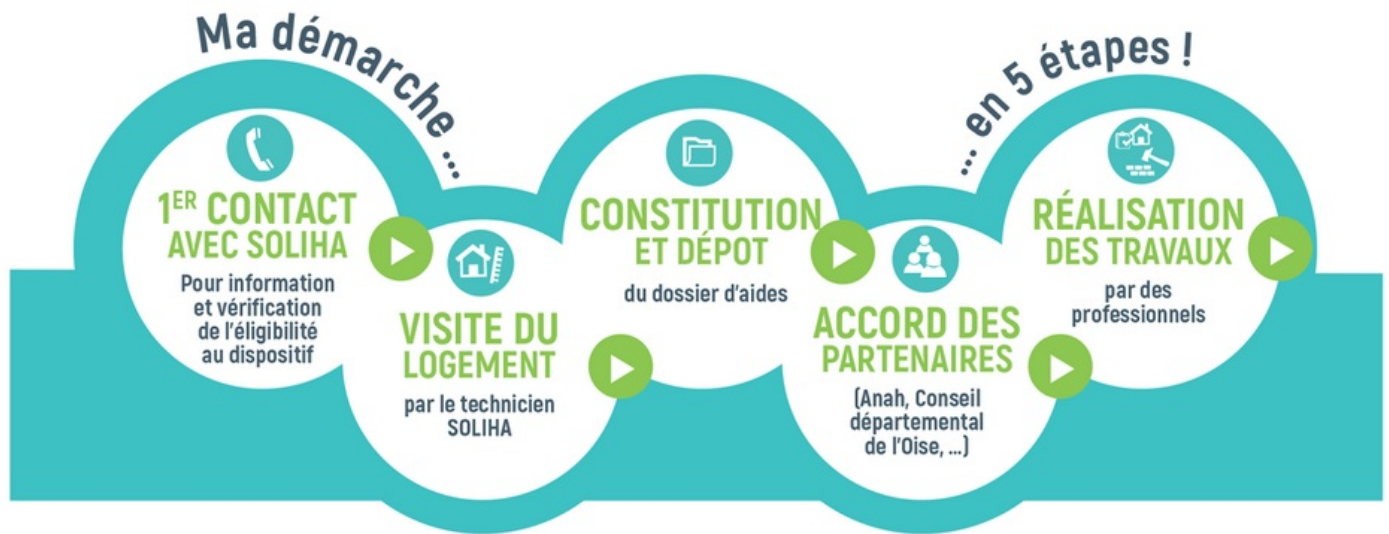 Ma démarche ...
... en 5 étapes !
1ER CONTACT
AVEC SOLIHA
Pour information
et vérification
de l'éligibilité
au dispositif
VISITE DU
LOGEMENT
par le technicien
SOLIHA
CONSTITUTION
ET DÉPOT
du dossier d'aides
ACCORD DES
PARTENAIRES
(Anah, Conseil
départemental
de l'Oise, ...)
RÉALISATION
DES TRAVAUX
par des
professionnels